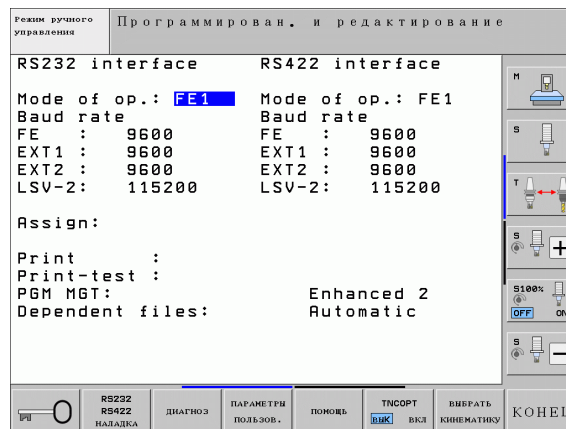 Режим ручного
управления
Программирован. и редактирование
RS232 interface RS422 interface
Mode of op.: FE1 Mode of op.: FE1
Baud rate Baud rate
FE : 9600 FE : 9600
EXT1 : 9600 EXT1 : 9600
EXT2 : 9600 EXT2 : 9600
LSV-2: 115200 LSV-2: 115200
Assign:
Print :
Print-test :
PGM MGT: Enhanced 2
Dependent files: Automatic
M
S
T
S
+
S100%
OFF ON
S
−
RS232
RS422
НАЛАДКА
ДИАГНОЗ
ПАРАМЕТРЫ
ПОЛЬЗОВ.
ПОМОЩЬ
TNCOPT
ВЫК ВКЛ
ВЫБРАТЬ
КИНЕМАТИКУ
КОНЕЦ